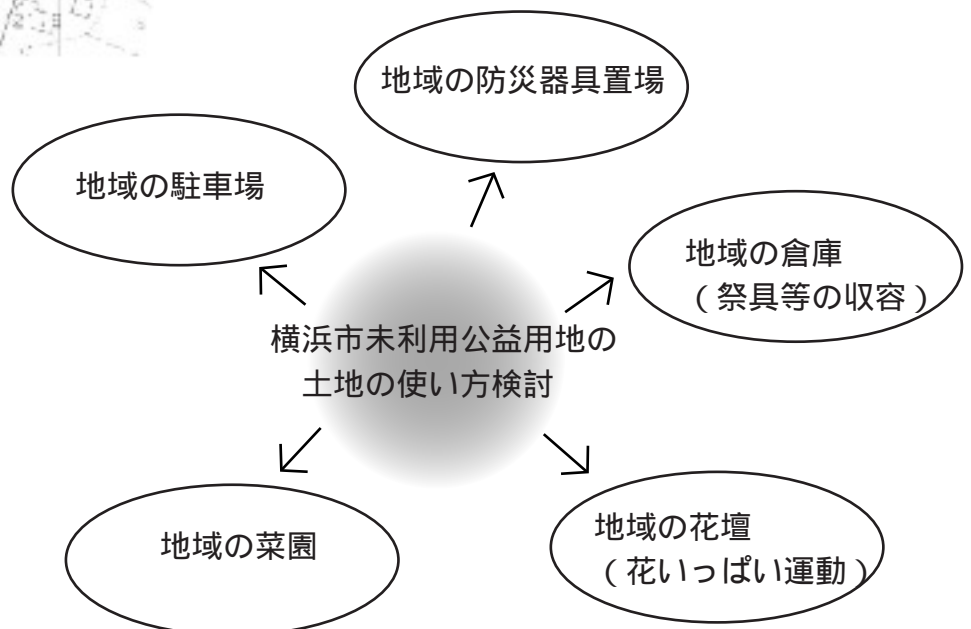 地域の防災器具置場
地域の駐車場
地域の倉庫
（祭具等の収容）
横浜市未利用公益用地の
土地の使い方検討
地域の菜園
地域の花壇
（花いっぱい運動）